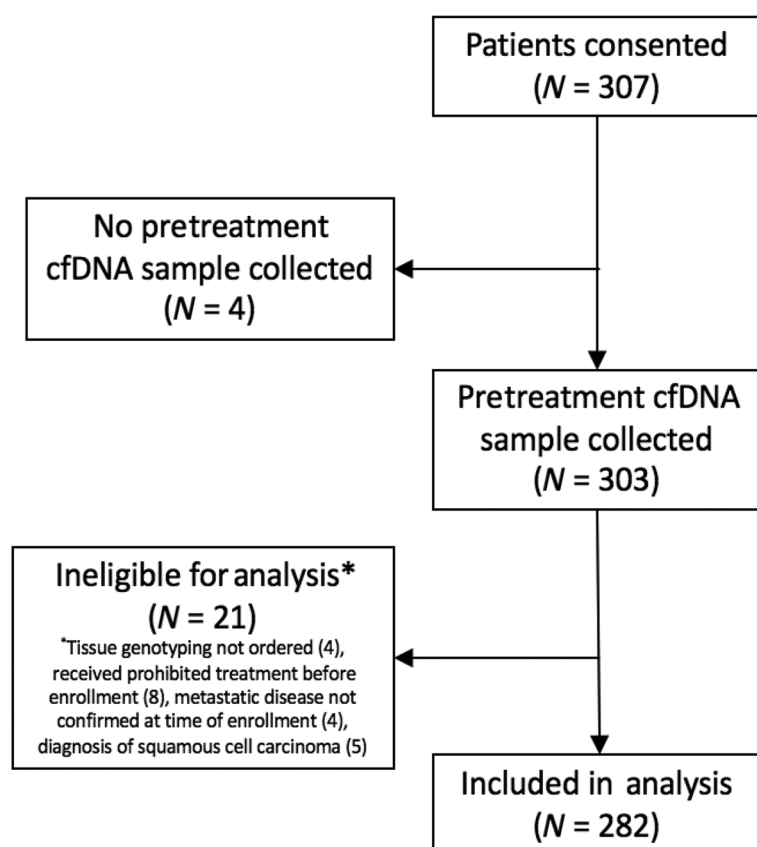 Patients consented
(N = 307)
No pretreatment
cfDNA sample collected
(N = 4)
Pretreatment cfDNA
sample collected
(N = 303)
Ineligible for analysis*
(N = 21)
*Tissue genotyping not ordered (4),
received prohibited treatment before
enrollment (8), metastatic disease not
confirmed at time of enrollment (4),
diagnosis of squamous cell carcinoma (5)
Included in analysis
(N = 282)